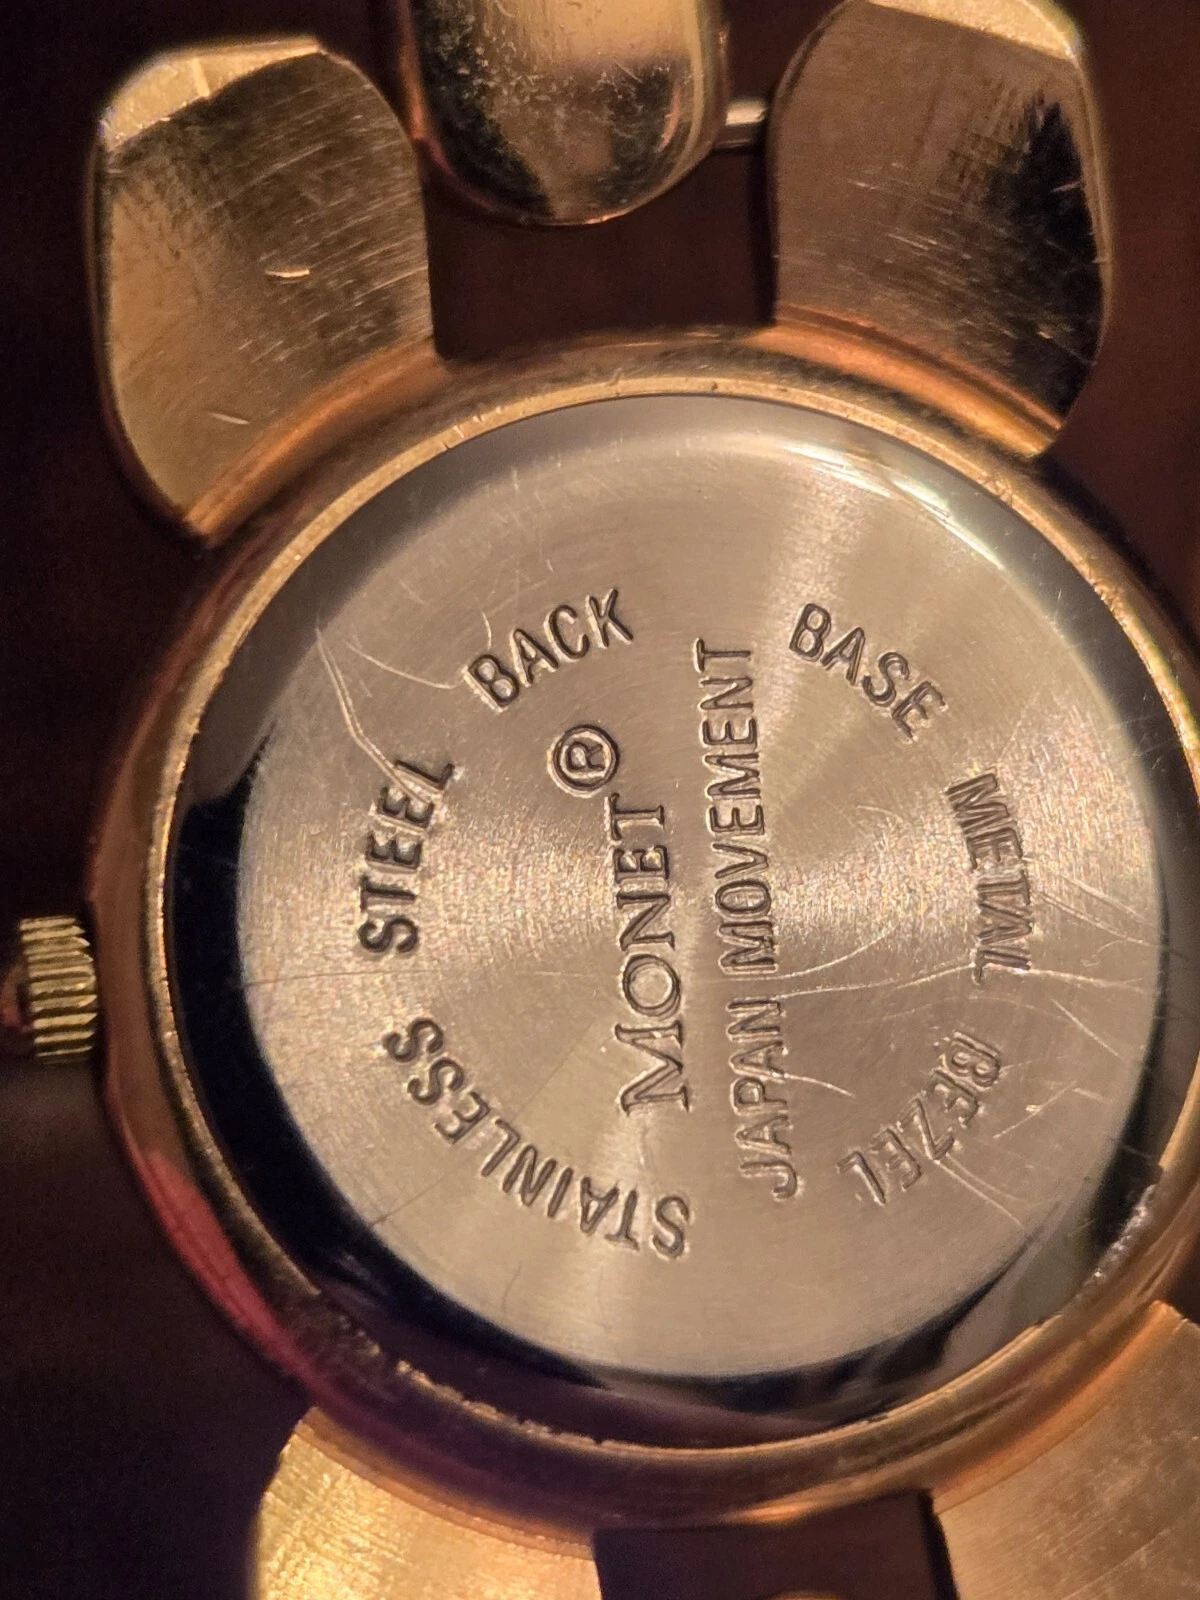 STAINLESS STEEL BACK
MONET®
JAPAN MOVEMENT
BASE METAL BEZEL